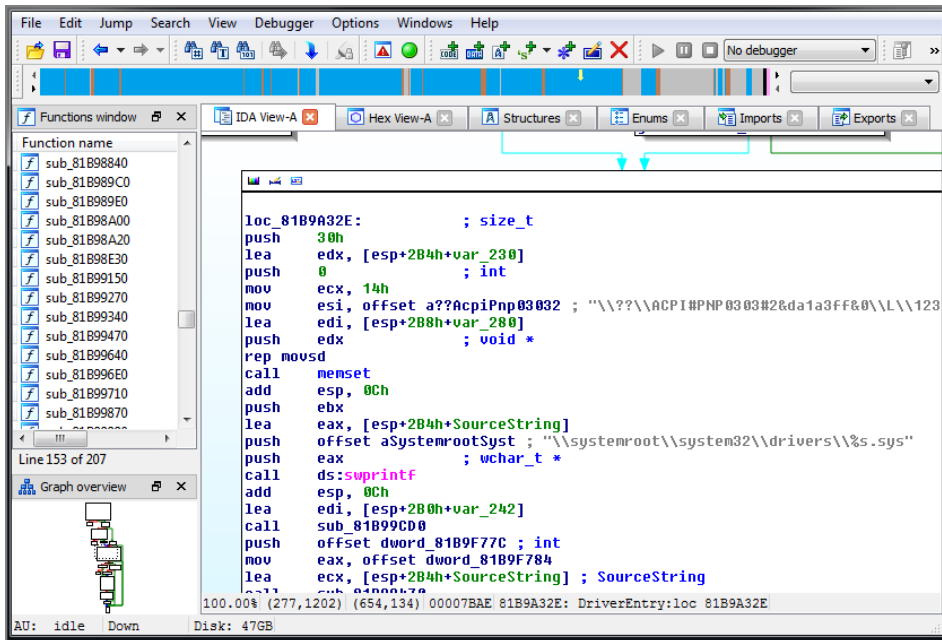 File Edit Jump Search View Debugger Options Windows Help
No debugger
Functions window
IDA View-A Hex View-A Structures Enums Imports Exports
Function name
sub_81B98840
sub_81B989C0
sub_81B989E0
sub_81B98A00
sub_81B98A20
sub_81B98E30
sub_81B99150
sub_81B99270
sub_81B99340
sub_81B99470
sub_81B99640
sub_81B996E0
sub_81B99710
sub_81B99870
Line 153 of 207
Graph overview
loc_81B9A32E: ; size_t
push 30h
lea edx, [esp+2B4h+var_230]
push 0 ; int
mov ecx, 14h
mov esi, offset a??AcpiPnp03032 ; "\\??\\ACPI#PNP0303#2&da1a3ff&0\\L\\123
lea edi, [esp+2B8h+var_280]
push edx ; void *
rep movsd
call memset
add esp, 0Ch
push ebx
lea eax, [esp+2B4h+SourceString]
push offset aSystemrootSyst ; "\\systemroot\\system32\\drivers\\%s.sys"
push eax ; wchar_t *
call ds:swprintf
add esp, 0Ch
lea edi, [esp+2B0h+var_242]
call sub_81B99CD0
push offset dword_81B9F77C ; int
mov eax, offset dword_81B9F784
lea ecx, [esp+2B4h+SourceString] ; SourceString
call sub_81B99470
100.00% (277,1202) (654,134) 00007BAE 81B9A32E: DriverEntry:loc 81B9A32E
AU: idle Down Disk: 47GB